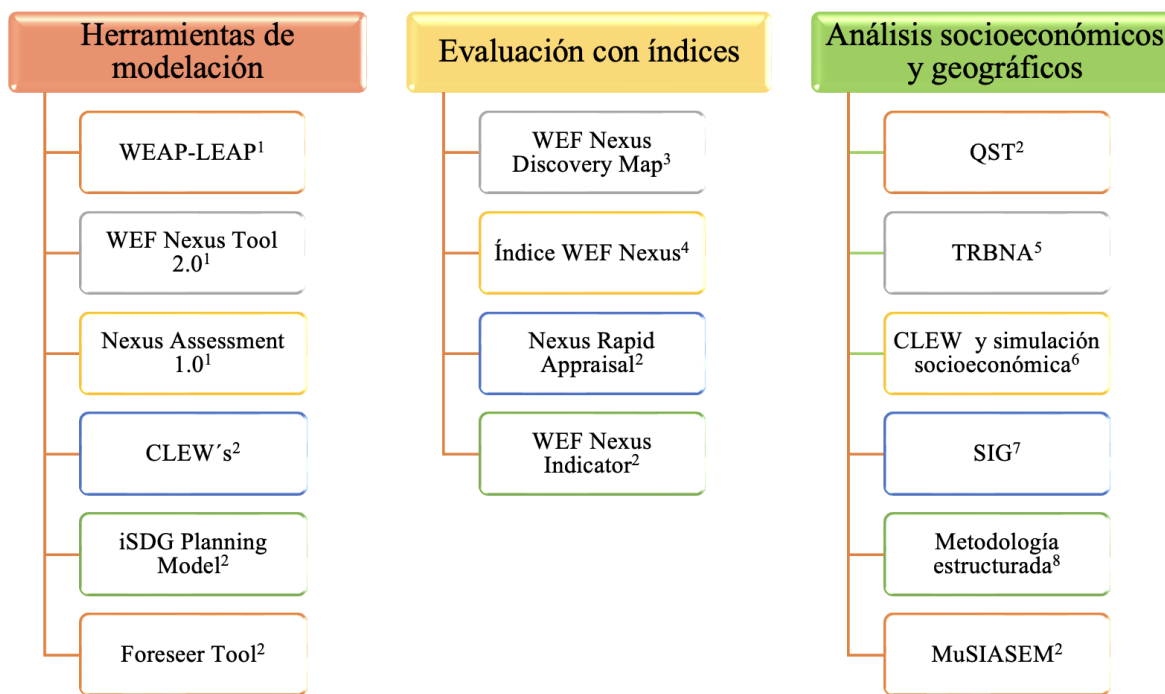 Herramientas de
modelación
WEAP-LEAP¹
WEF Nexus Tool
2.0¹
Nexus Assessment
1.0¹
CLEW´s²
iSDG Planning
Model²
Foreseer Tool²
Evaluación con índices
WEF Nexus
Discovery Map³
Índice WEF Nexus⁴
Nexus Rapid
Appraisal²
WEF Nexus
Indicator²
Análisis socioeconómicos
y geográficos
QST²
TRBNA⁵
CLEW y simulación
socioeconómica⁶
SIG⁷
Metodología
estructurada⁸
MuSIASEM²